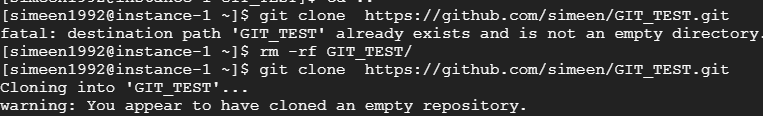 [simeen1992@instance-1 ~]$ git clone  https://github.com/simeen/GIT_TEST.git
fatal: destination path 'GIT_TEST' already exists and is not an empty directory.
[simeen1992@instance-1 ~]$ rm -rf GIT_TEST/
[simeen1992@instance-1 ~]$ git clone  https://github.com/simeen/GIT_TEST.git
Cloning into 'GIT_TEST'...
warning: You appear to have cloned an empty repository.